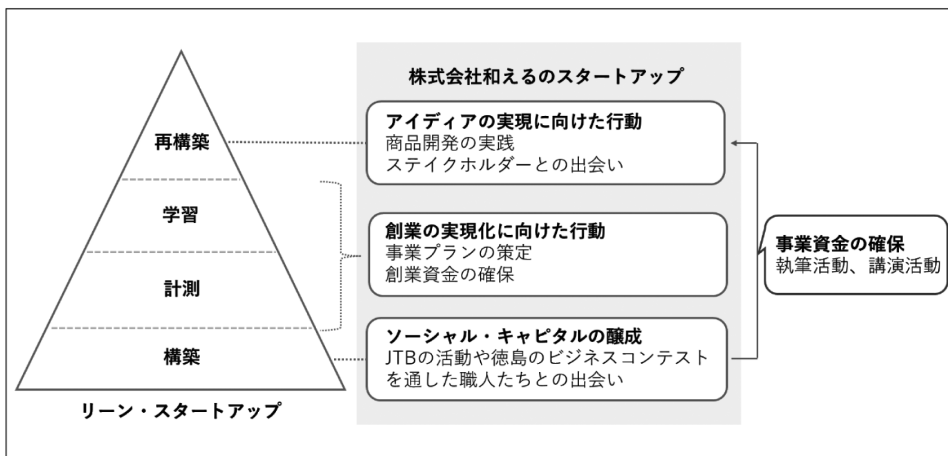 株式会社和えるのスタートアップ
再構築
学習
計測
構築
リーン・スタートアップ
アイディアの実現に向けた行動
商品開発の実践
ステイクホルダーとの出会い
創業の実現化に向けた行動
事業プランの策定
創業資金の確保
ソーシャル・キャピタルの醸成
JTBの活動や徳島のビジネスコンテスト
を通した職人たちとの出会い
事業資金の確保
執筆活動、講演活動